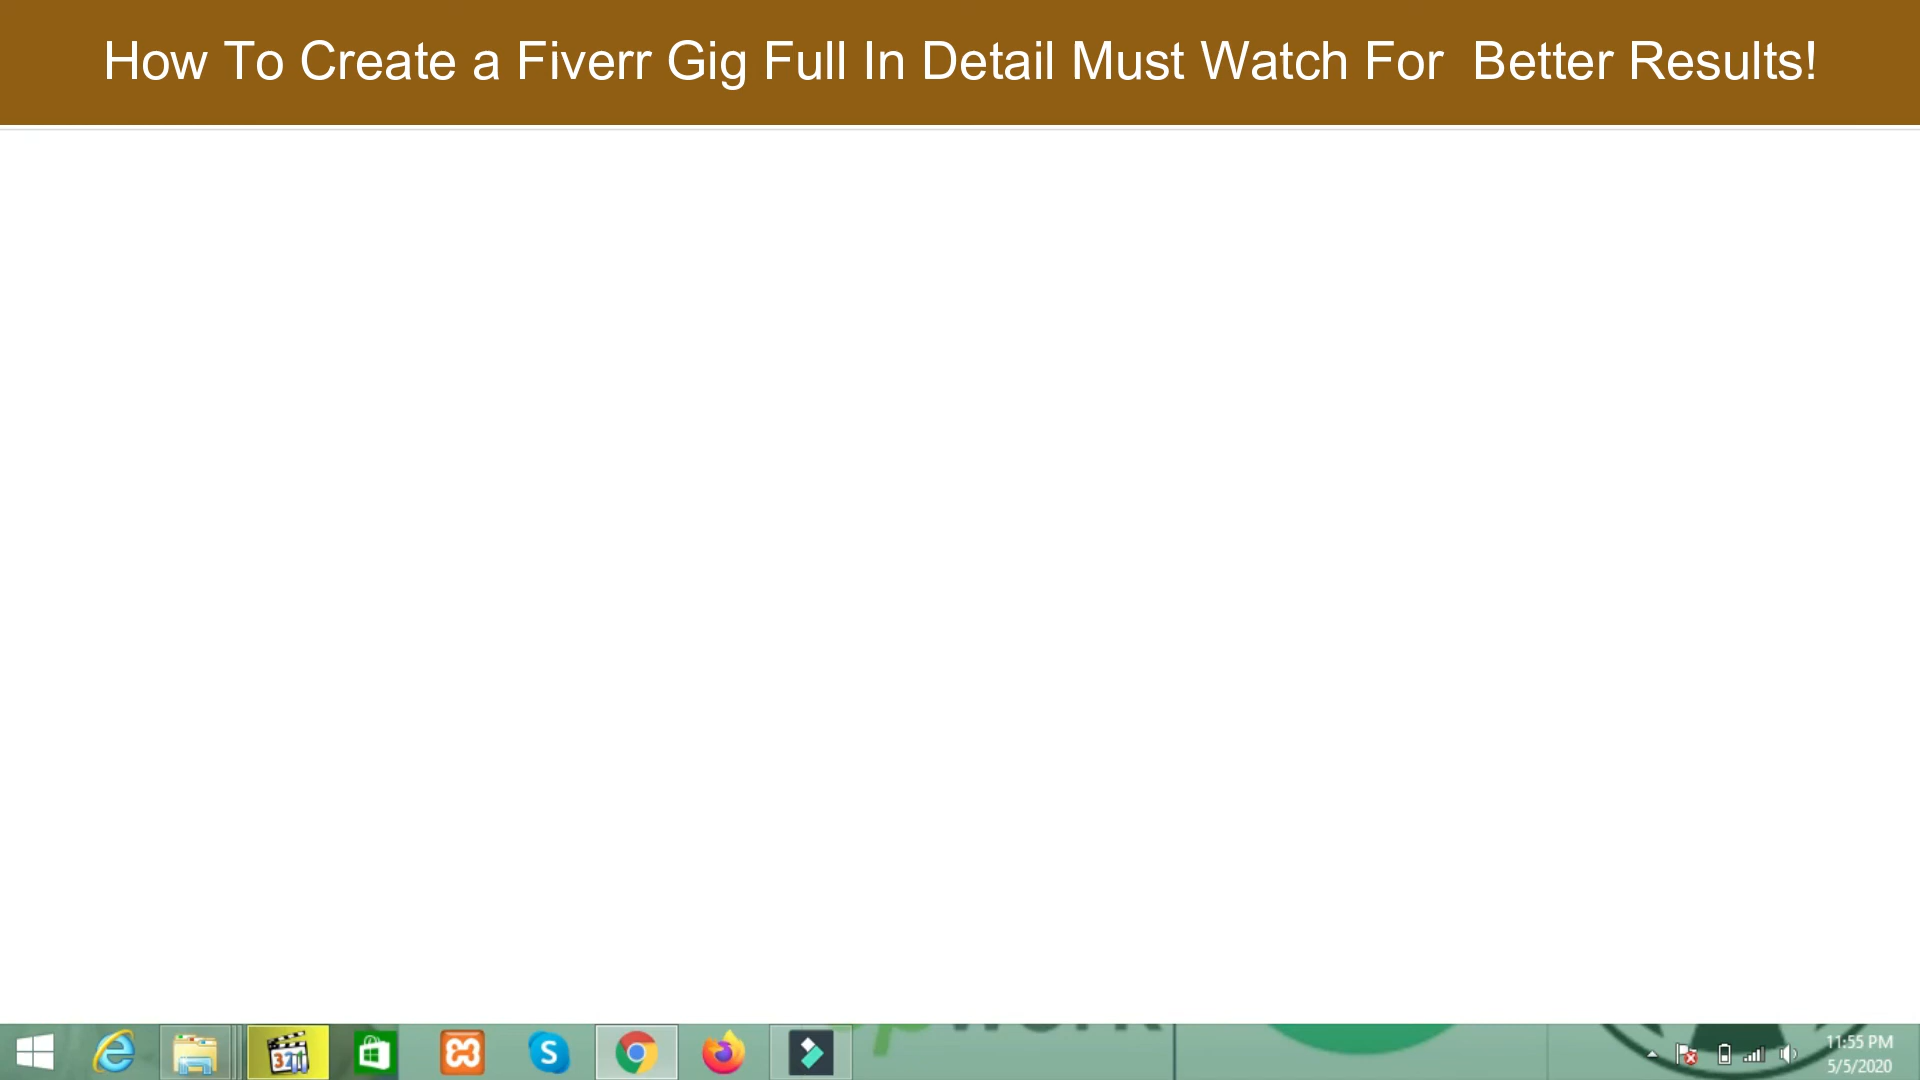 How To Create a Fiverr Gig Full In Detail Must Watch For  Better Results!
321
S
11:55 PM
5/5/2020